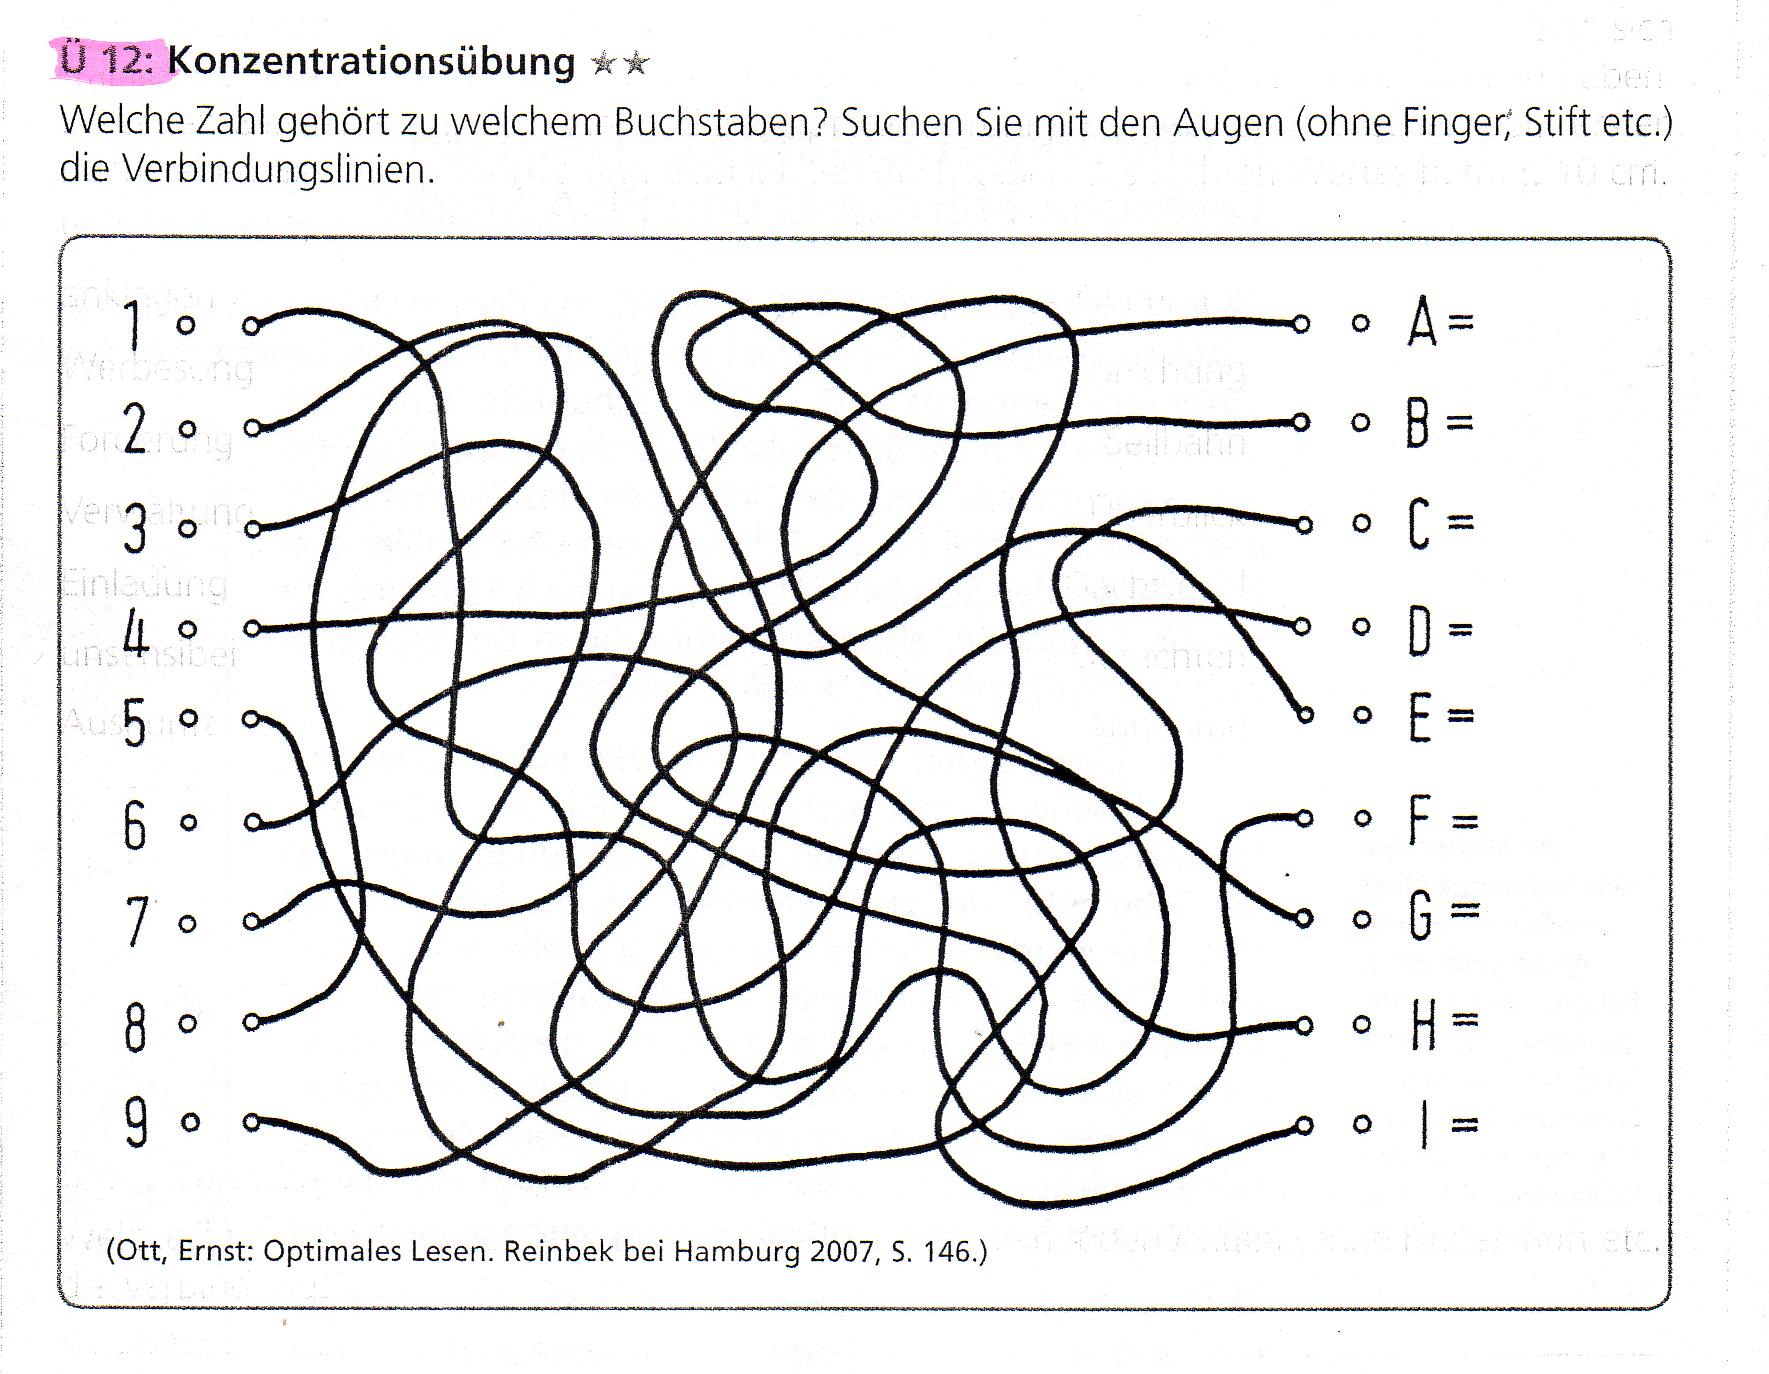 Ü 12: Konzentrationsübung ★★
Welche Zahl gehört zu welchem Buchstaben? Suchen Sie mit den Augen (ohne Finger, Stift etc.)
die Verbindungslinien.
1 A =
2 B =
3 C =
4 D =
5 E =
6 F =
7 G =
8 H =
9 I =
(Ott, Ernst: Optimales Lesen. Reinbek bei Hamburg 2007, S. 146.)